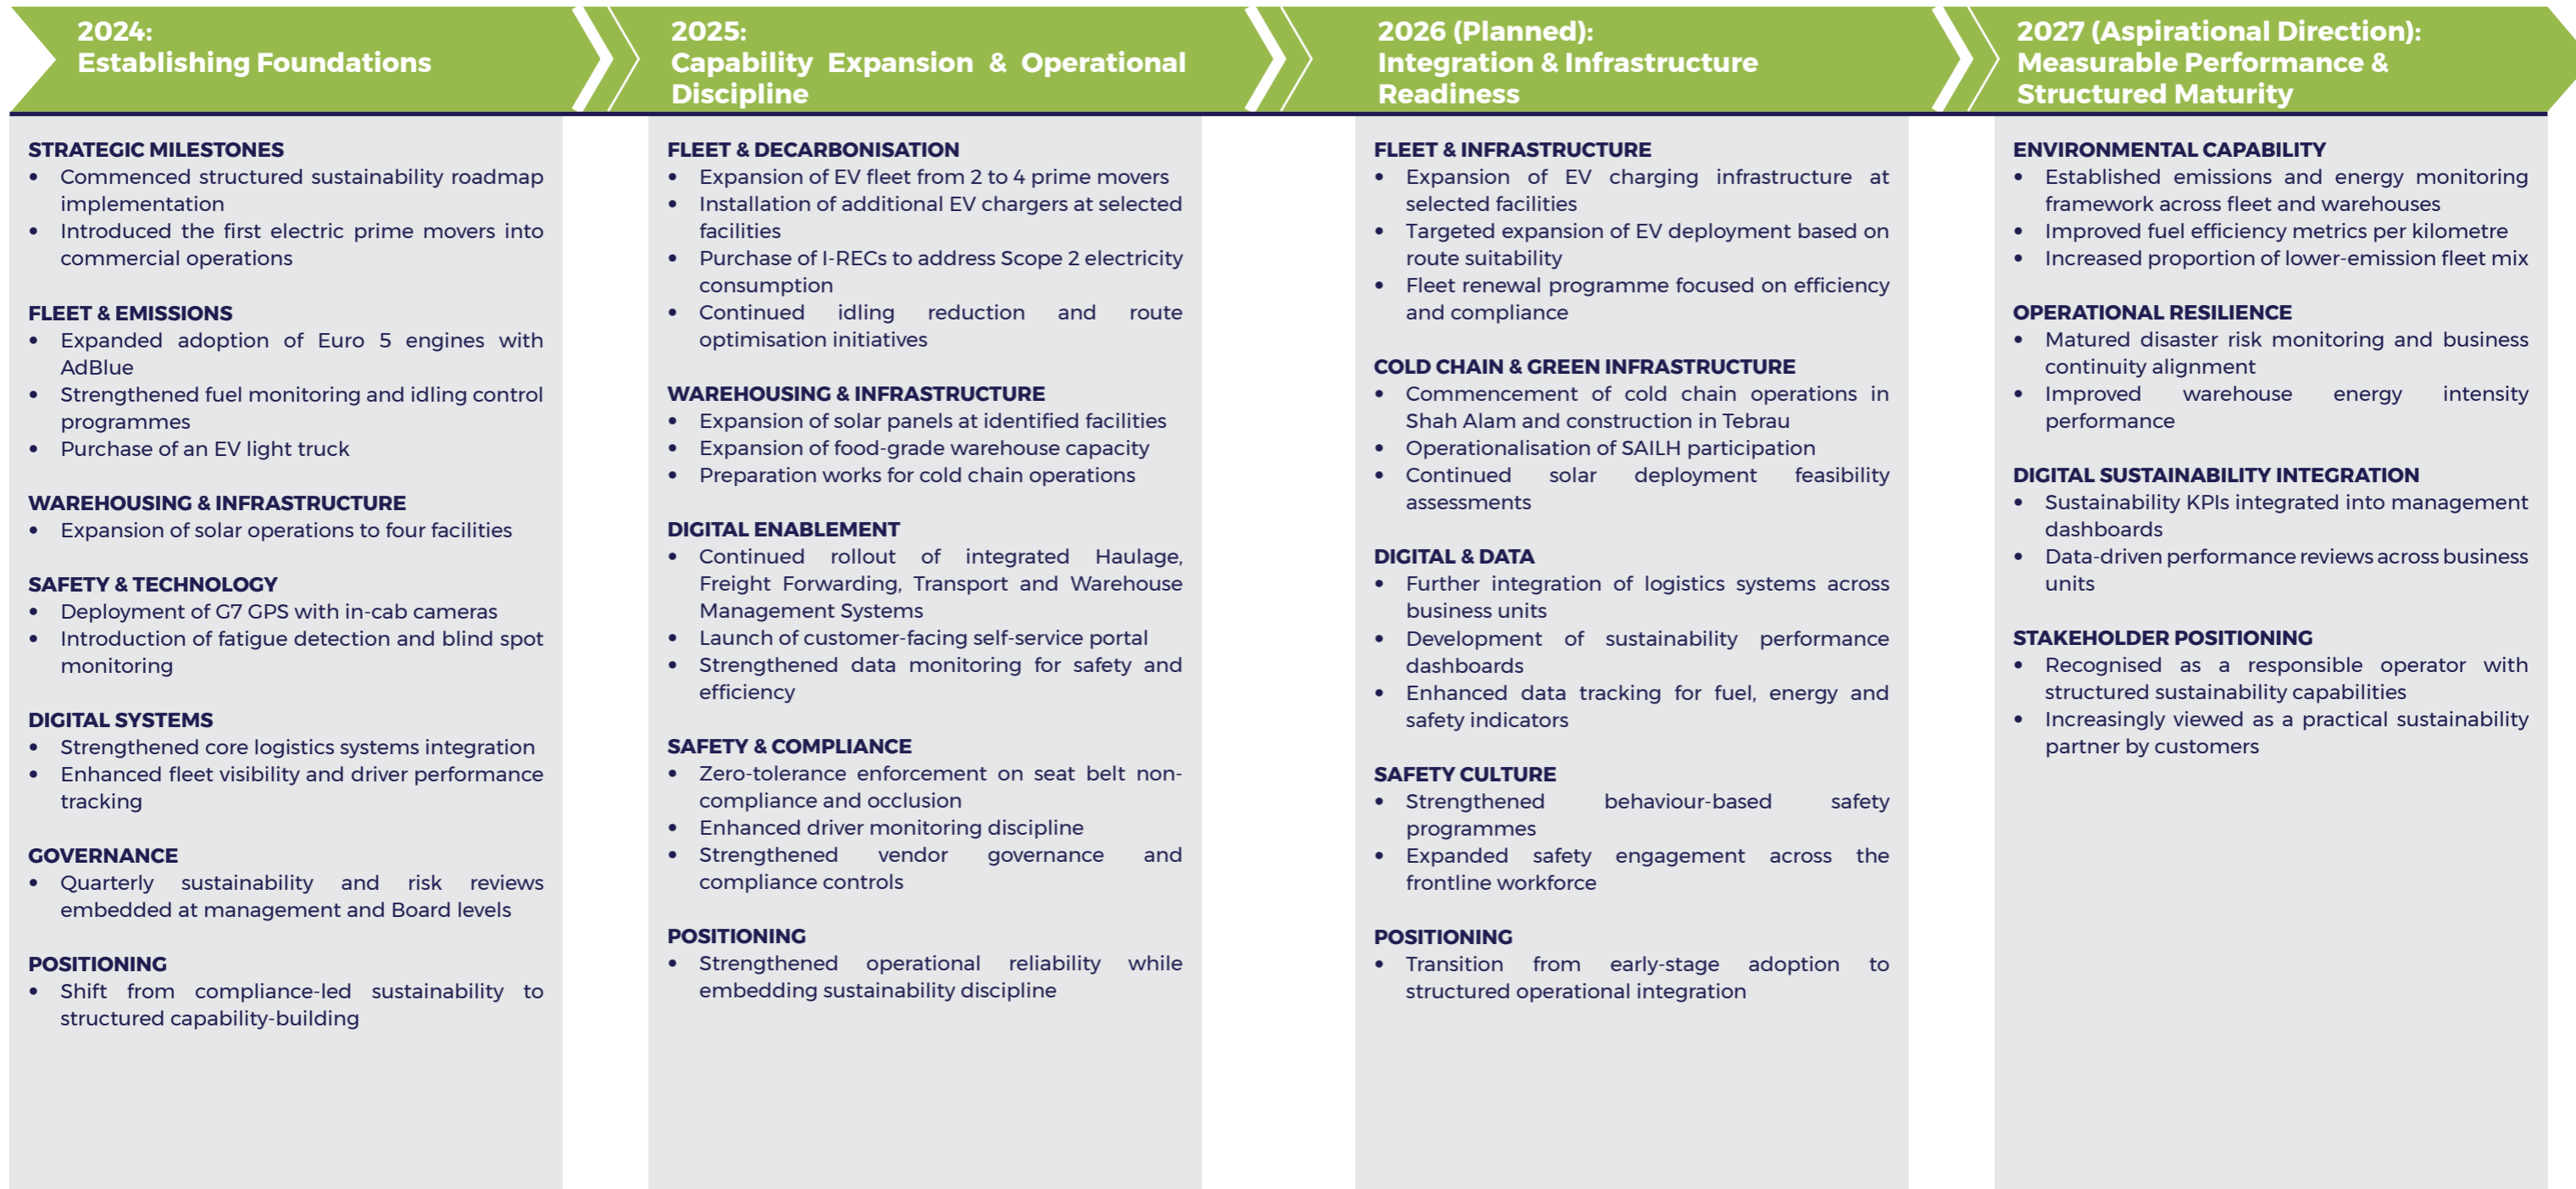 2024:
Establishing Foundations
STRATEGIC MILESTONES
• Commenced structured sustainability roadmap
implementation
• Introduced the first electric prime movers into
commercial operations
FLEET & EMISSIONS
• Expanded adoption of Euro 5 engines with
AdBlue
• Strengthened fuel monitoring and idling control
programmes
• Purchase of an EV light truck
WAREHOUSING & INFRASTRUCTURE
• Expansion of solar operations to four facilities
SAFETY & TECHNOLOGY
• Deployment of G7 GPS with in-cab cameras
• Introduction of fatigue detection and blind spot
monitoring
DIGITAL SYSTEMS
• Strengthened core logistics systems integration
• Enhanced fleet visibility and driver performance
tracking
GOVERNANCE
• Quarterly sustainability and risk reviews
embedded at management and Board levels
POSITIONING
• Shift from compliance-led sustainability to
structured capability-building
2025:
Capability Expansion & Operational
Discipline
FLEET & DECARBONISATION
• Expansion of EV fleet from 2 to 4 prime movers
• Installation of additional EV chargers at selected
facilities
• Purchase of I-RECs to address Scope 2 electricity
consumption
• Continued idling reduction and route
optimisation initiatives
WAREHOUSING & INFRASTRUCTURE
• Expansion of solar panels at identified facilities
• Expansion of food-grade warehouse capacity
• Preparation works for cold chain operations
DIGITAL ENABLEMENT
• Continued rollout of integrated Haulage,
Freight Forwarding, Transport and Warehouse
Management Systems
• Launch of customer-facing self-service portal
• Strengthened data monitoring for safety and
efficiency
SAFETY & COMPLIANCE
• Zero-tolerance enforcement on seat belt non-
compliance and occlusion
• Enhanced driver monitoring discipline
• Strengthened vendor governance and
compliance controls
POSITIONING
• Strengthened operational reliability while
embedding sustainability discipline
2026 (Planned):
Integration & Infrastructure
Readiness
FLEET & INFRASTRUCTURE
• Expansion of EV charging infrastructure at
selected facilities
• Targeted expansion of EV deployment based on
route suitability
• Fleet renewal programme focused on efficiency
and compliance
COLD CHAIN & GREEN INFRASTRUCTURE
• Commencement of cold chain operations in
Shah Alam and construction in Tebrau
• Operationalisation of SAILH participation
• Continued solar deployment feasibility
assessments
DIGITAL & DATA
• Further integration of logistics systems across
business units
• Development of sustainability performance
dashboards
• Enhanced data tracking for fuel, energy and
safety indicators
SAFETY CULTURE
• Strengthened behaviour-based safety
programmes
• Expanded safety engagement across the
frontline workforce
POSITIONING
• Transition from early-stage adoption to
structured operational integration
2027 (Aspirational Direction):
Measurable Performance &
Structured Maturity
ENVIRONMENTAL CAPABILITY
• Established emissions and energy monitoring
framework across fleet and warehouses
• Improved fuel efficiency metrics per kilometre
• Increased proportion of lower-emission fleet mix
OPERATIONAL RESILIENCE
• Matured disaster risk monitoring and business
continuity alignment
• Improved warehouse energy intensity
performance
DIGITAL SUSTAINABILITY INTEGRATION
• Sustainability KPIs integrated into management
dashboards
• Data-driven performance reviews across business
units
STAKEHOLDER POSITIONING
• Recognised as a responsible operator with
structured sustainability capabilities
• Increasingly viewed as a practical sustainability
partner by customers